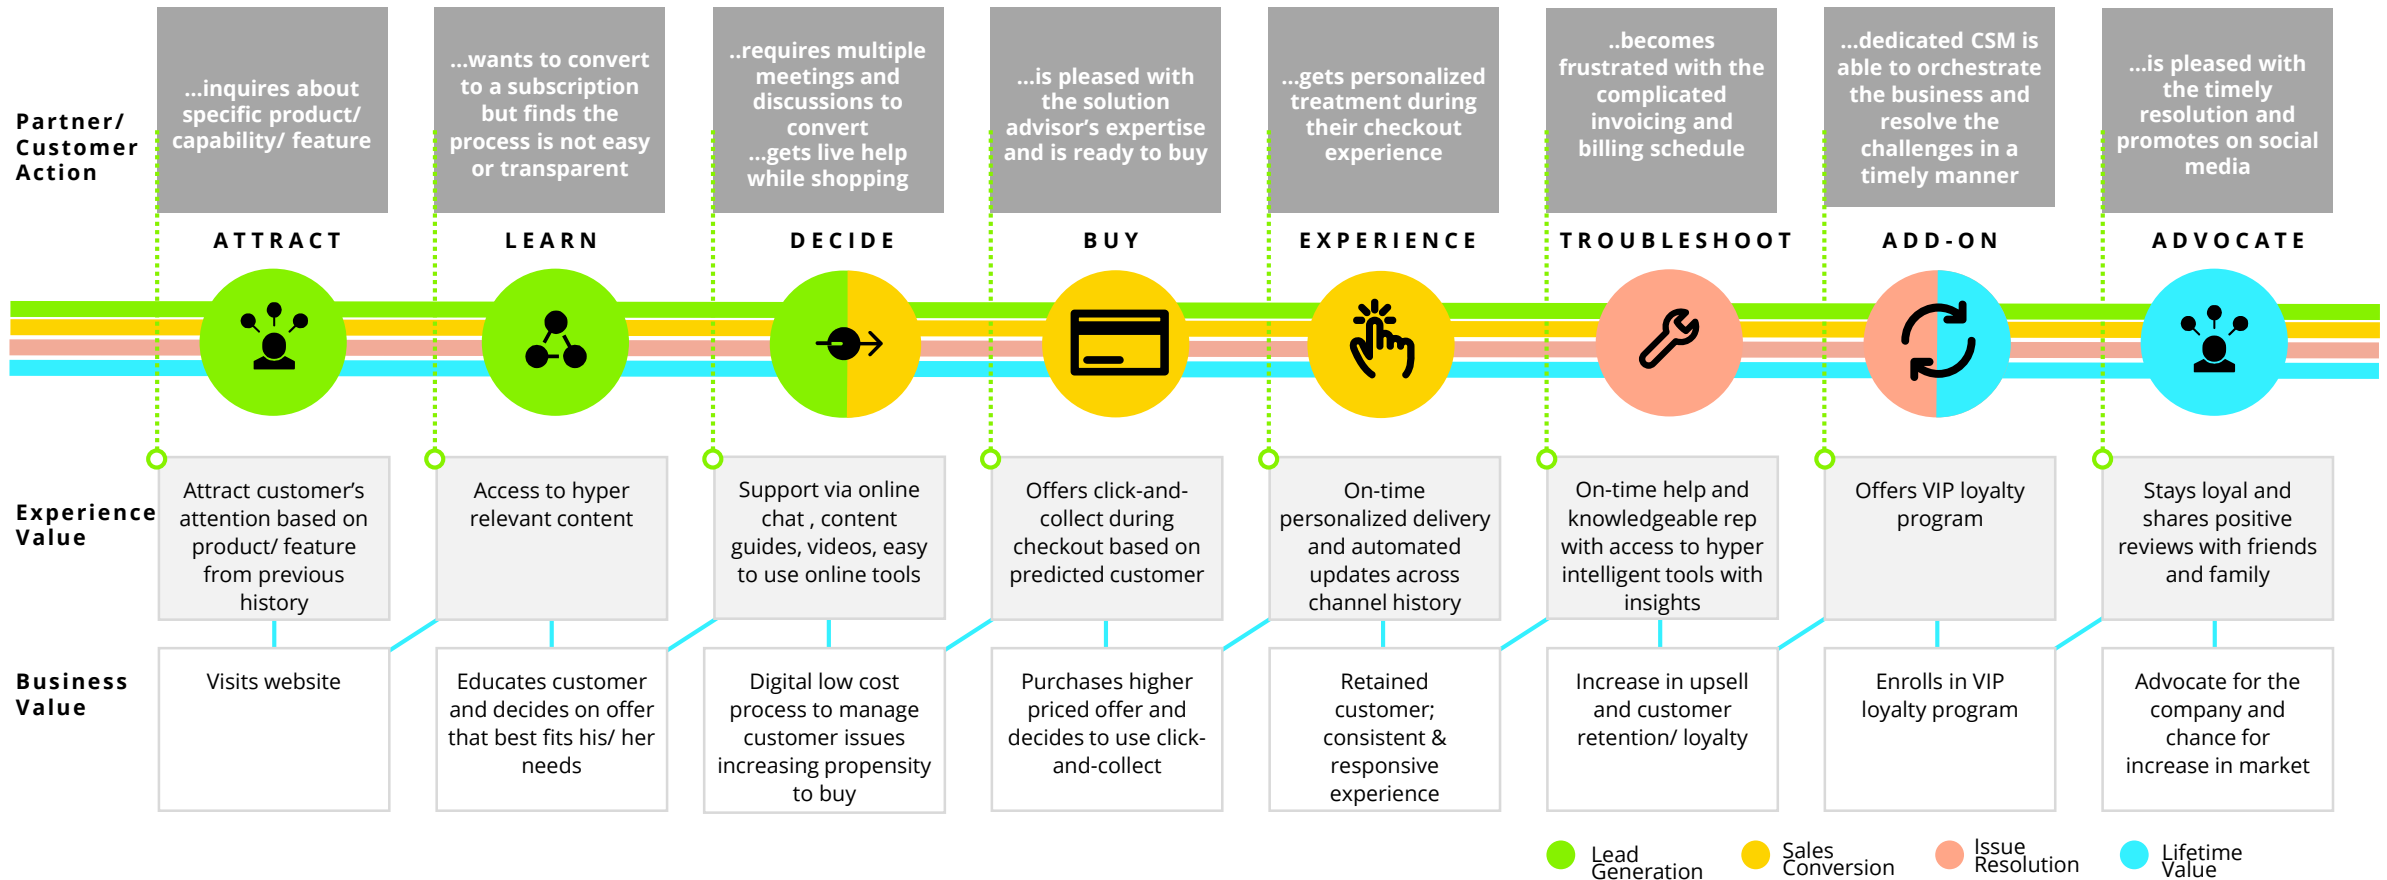 Partner/
Customer
Action
...inquires about
specific product/
capability/ feature
...wants to convert
to a subscription
but finds the
process is not easy
or transparent
..requires multiple
meetings and
discussions to
convert
...gets live help
while shopping
...is pleased with
the solution
advisor's expertise
and is ready to buy
...gets personalized
treatment during
their checkout
experience
..becomes
frustrated with the
complicated
invoicing and
billing schedule
...dedicated CSM is
able to orchestrate
the business and
resolve the
challenges in a
timely manner
...is pleased with
the timely
resolution and
promotes on social
media
ATTRACT
LEARN
DECIDE
BUY
EXPERIENCE
TROUBLESHOOT
ADD-ON
ADVOCATE
Experience
Value
Attract customer's
attention based on
product/ feature
from previous
history
Access to hyper
relevant content
Support via online
chat , content
guides, videos, easy
to use online tools
Offers click-and-
collect during
checkout based on
predicted customer
On-time
personalized delivery
and automated
updates across
channel history
On-time help and
knowledgeable rep
with access to hyper
intelligent tools with
insights
Offers VIP loyalty
program
Stays loyal and
shares positive
reviews with friends
and family
Business
Value
Visits website
Educates customer
and decides on offer
that best fits his/ her
needs
Digital low cost
process to manage
customer issues
increasing propensity
to buy
Purchases higher
priced offer and
decides to use click-
and-collect
Retained
customer;
consistent &
responsive
experience
Increase in upsell
and customer
retention/ loyalty
Enrolls in VIP
loyalty program
Advocate for the
company and
chance for
increase in market
Lead
Generation
Sales
Conversion
Issue
Resolution
Lifetime
Value